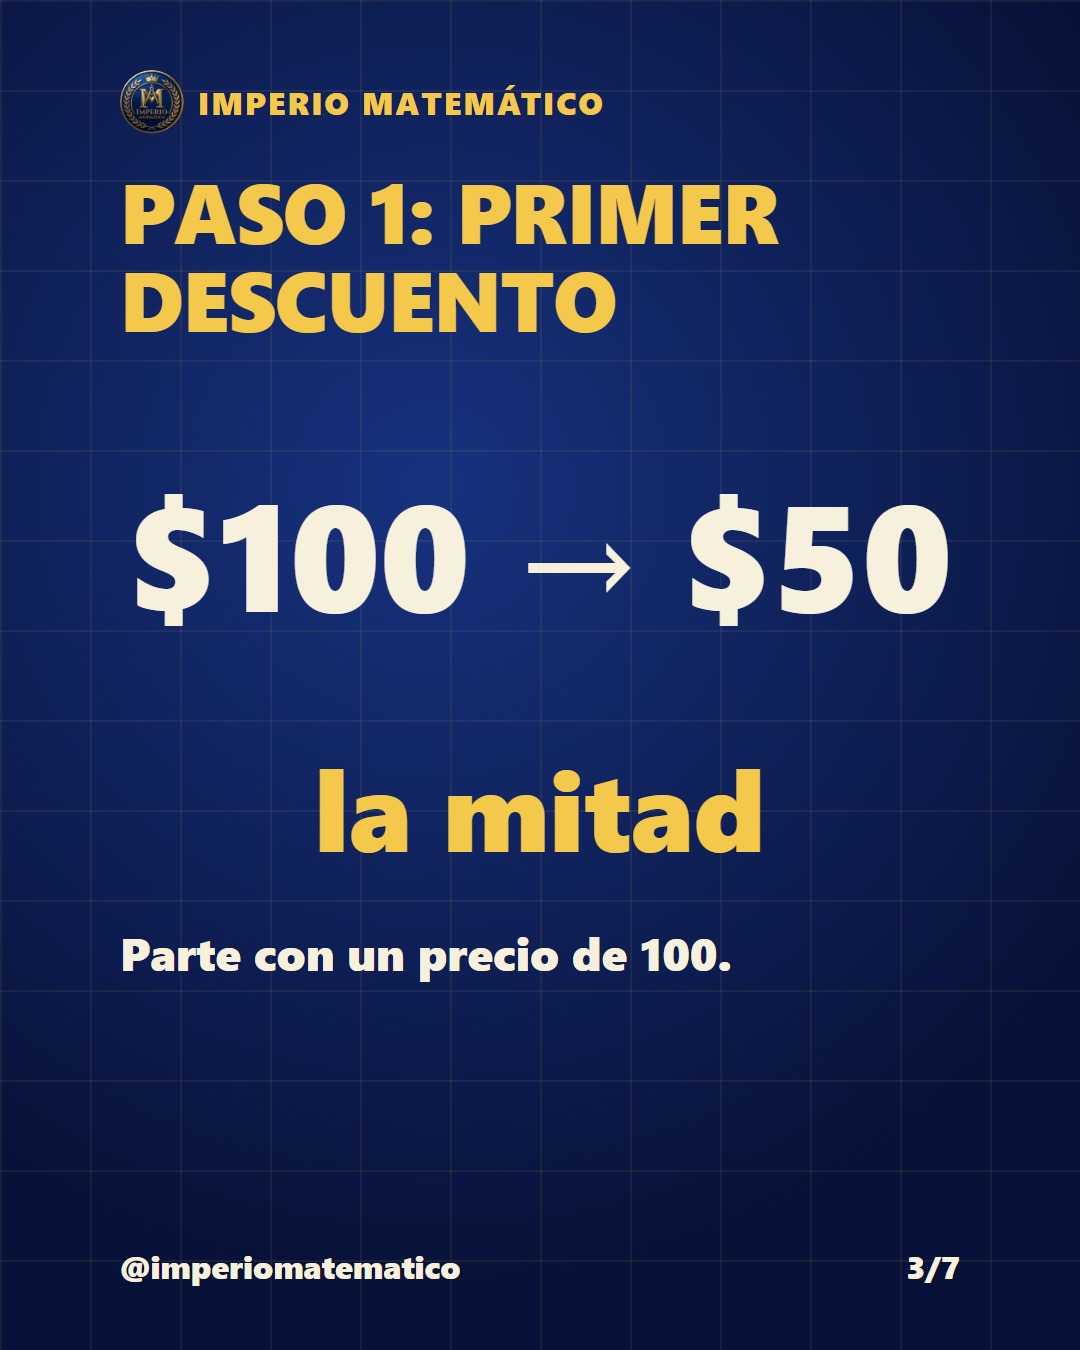 IMPERIO MATEMÁTICO
PASO 1: PRIMER
DESCUENTO
$100 → $50
la mitad
Parte con un precio de 100.
@imperiomatematico
3/7